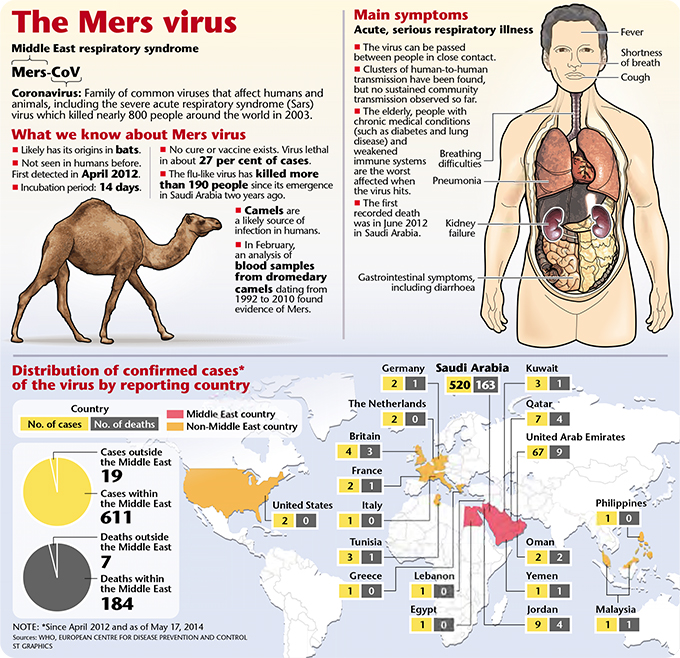 The Mers virus
Middle East respiratory syndrome
Mers-CoV
Coronavirus: Family of common viruses that affect humans and
animals, including the severe acute respiratory syndrome (Sars)
virus which killed nearly 800 people around the world in 2003.
What we know about Mers virus
■ Likely has its origins in bats.
■ Not seen in humans before.
First detected in April 2012.
■ Incubation period: 14 days.
■ No cure or vaccine exists. Virus lethal
in about 27 per cent of cases.
■ The flu-like virus has killed more
than 190 people since its emergence
in Saudi Arabia two years ago.
■ Camels are
a likely source of
infection in humans.
■ In February,
an analysis of
blood samples
from dromedary
camels dating from
1992 to 2010 found
evidence of Mers.
Main symptoms
Acute, serious respiratory illness
■ The virus can be passed
between people in close contact.
■ Clusters of human-to-human
transmission have been found,
but no sustained community
transmission observed so far.
■ The elderly, people with
chronic medical conditions
(such as diabetes and lung
disease) and
weakened
immune systems
are the worst
affected when
the virus hits.
■ The first
recorded death
was in June 2012
in Saudi Arabia.
Fever
Shortness
of breath
Cough
Breathing
difficulties
Pneumonia
Kidney
failure
Gastrointestinal symptoms,
including diarrhoea
Distribution of confirmed cases*
of the virus by reporting country
Country
No. of cases No. of deaths
Middle East country
Non-Middle East country
Cases outside
the Middle East
19
Cases within
the Middle East
611
Deaths outside
the Middle East
7
Deaths within
the Middle East
184
United States
2 0
Germany
2 1
The Netherlands
2 0
Britain
4 3
France
2 1
Italy
1 0
Tunisia
3 1
Greece
1 0
Saudi Arabia
520 163
Lebanon
1 0
Egypt
1 0
Kuwait
3 1
Qatar
7 4
United Arab Emirates
67 9
Oman
2 2
Yemen
1 1
Jordan
9 4
Philippines
1 0
Malaysia
1 1
NOTE: *Since April 2012 and as of May 17, 2014
Sources: WHO, EUROPEAN CENTRE FOR DISEASE PREVENTION AND CONTROL
ST GRAPHICS